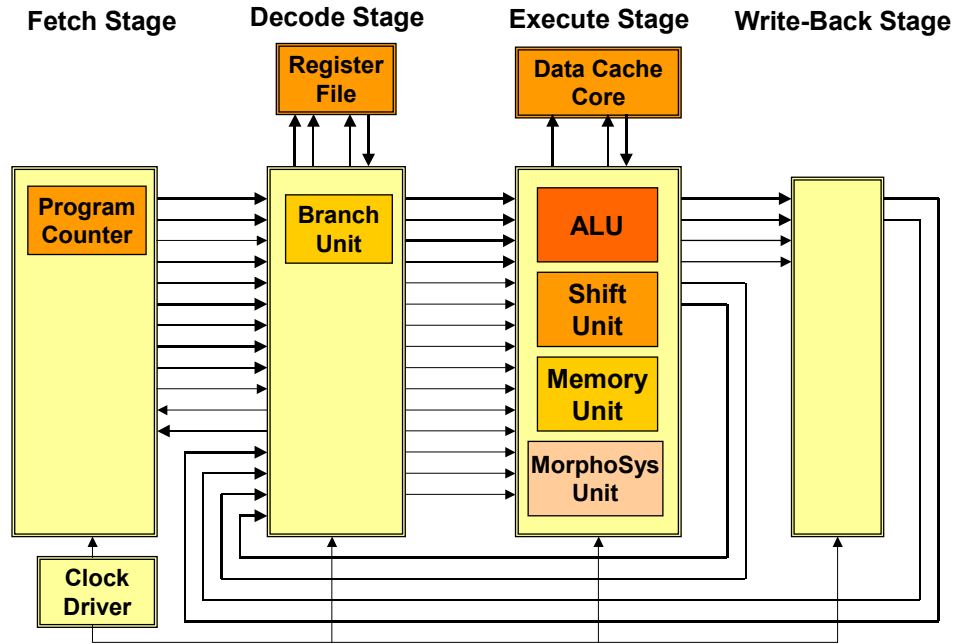 Fetch Stage
Decode Stage
Execute Stage
Write-Back Stage
Register
File
Data Cache
Core
Program
Counter
Branch
Unit
ALU
Shift
Unit
Memory
Unit
MorphoSys
Unit
Clock
Driver